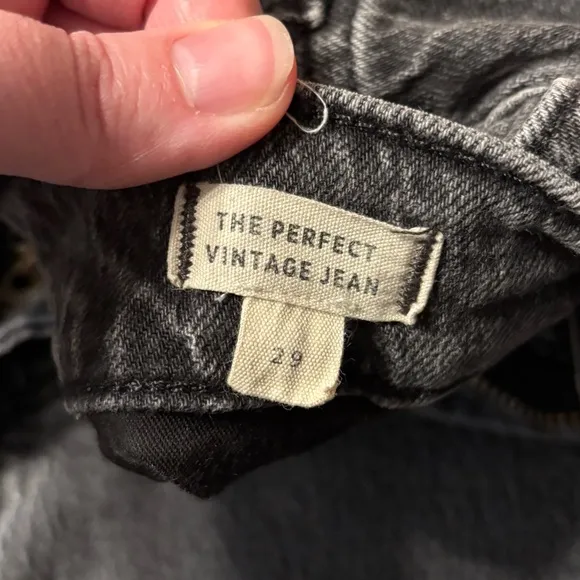 THE PERFECT
VINTAGE JEAN
29